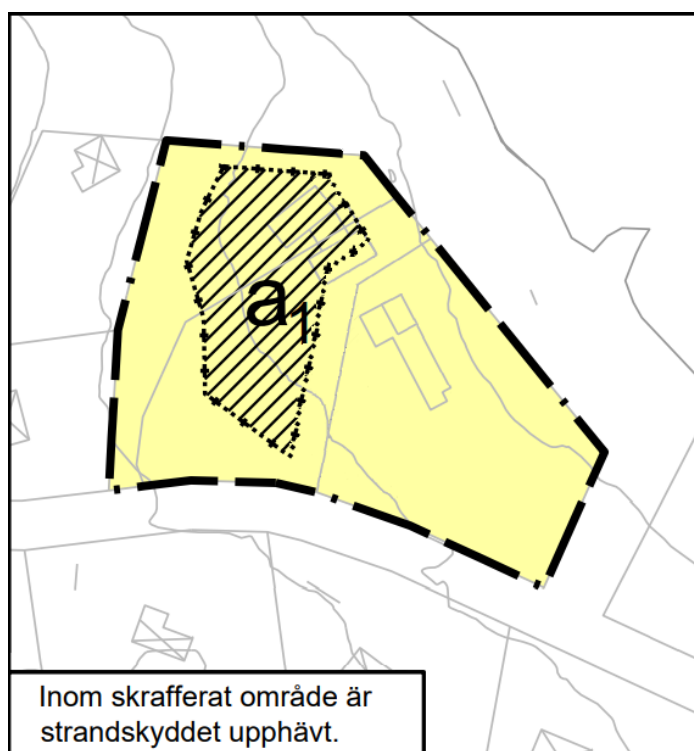 a1
Inom skrafferat område är
strandskyddet upphävt.